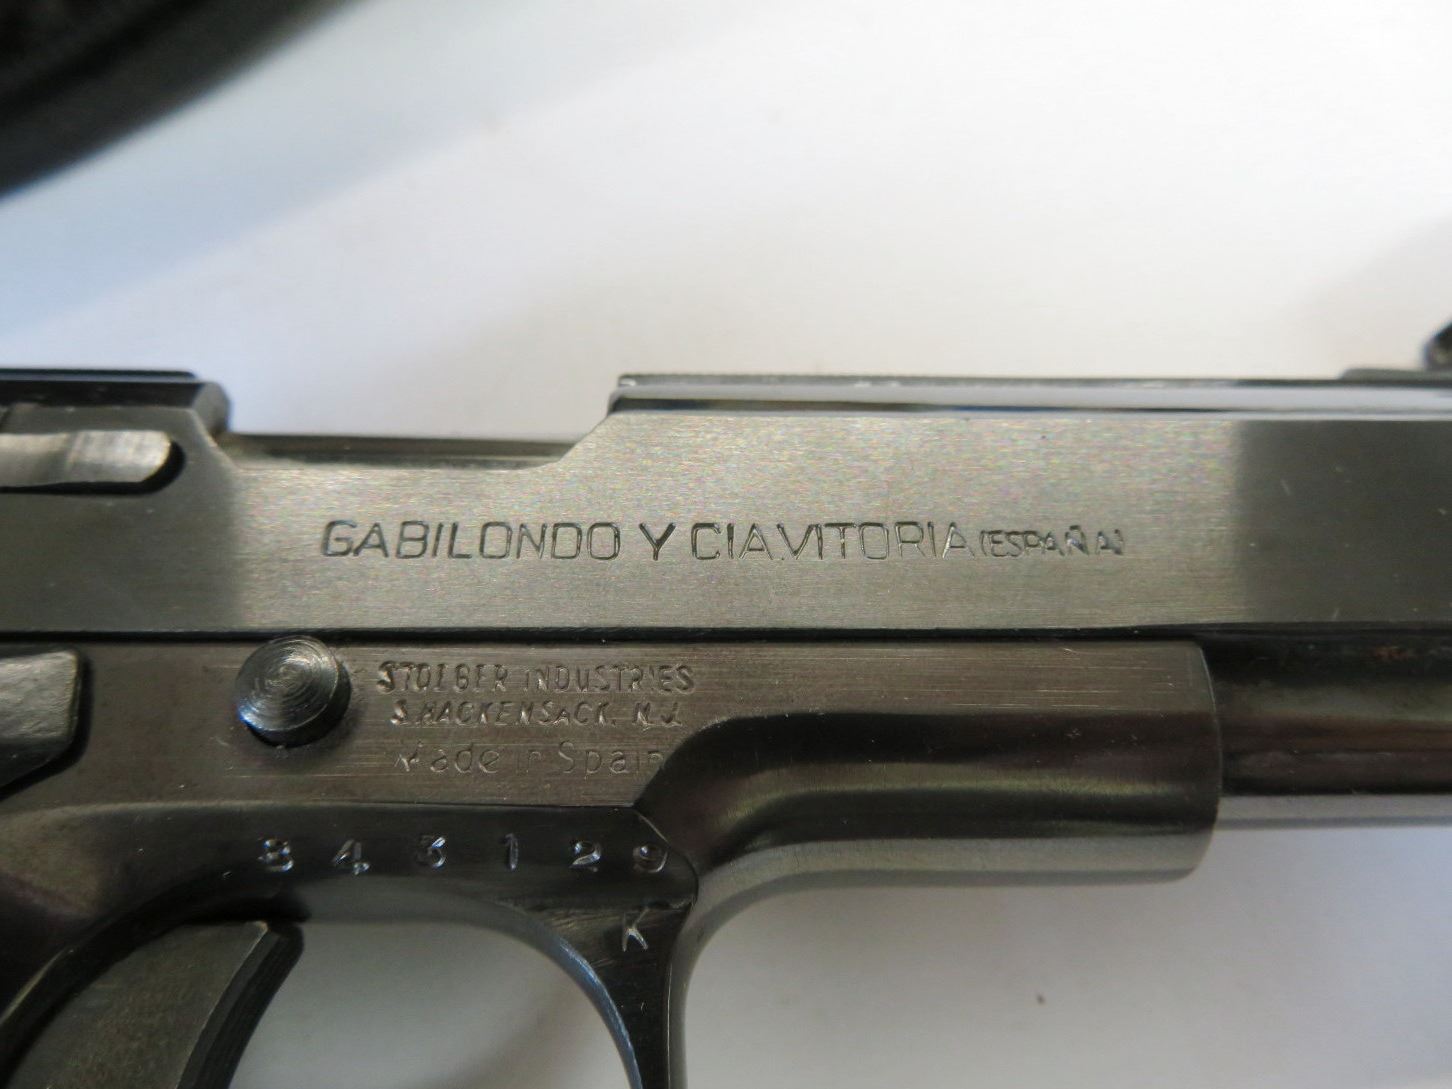 GABILONDO Y CIA.VITORIA (ESPAÑA)
STOEGER INDUSTRIES
S.HACKENSACK, N.J.
Made in Spain
843129
K